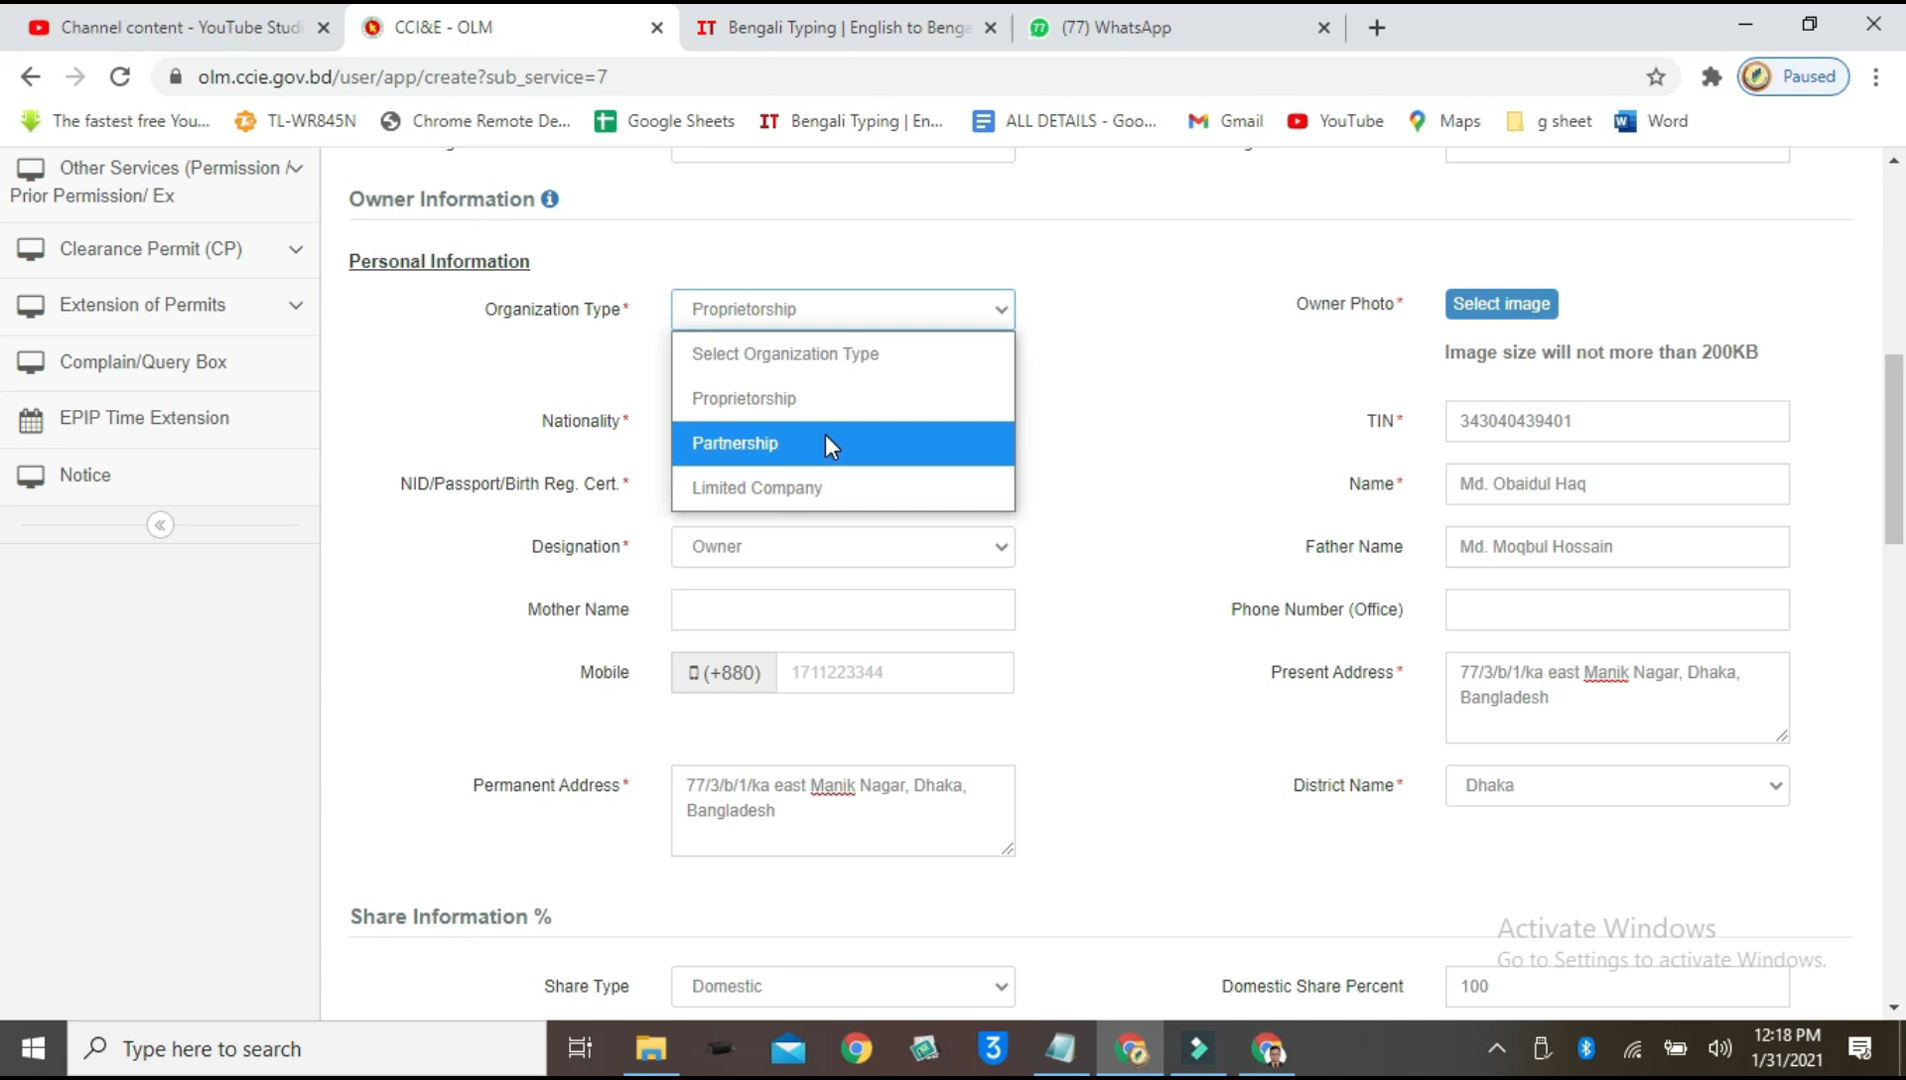 Channel content - YouTube Studi
CCI&E - OLM
IT Bengali Typing | English to Benga
77 (77) WhatsApp
olm.ccie.gov.bd/user/app/create?sub_service=7
Paused
The fastest free You...
TL-WR845N
Chrome Remote De...
Google Sheets
IT Bengali Typing | En...
ALL DETAILS - Goo...
Gmail
YouTube
Maps
g sheet
Word
Other Services (Permission /
Prior Permission/ Ex
Clearance Permit (CP)
Extension of Permits
Complain/Query Box
EPIP Time Extension
Notice
Owner Information
Personal Information
Organization Type*
Proprietorship
Select Organization Type
Proprietorship
Partnership
Limited Company
Owner Photo*
Select image
Image size will not more than 200KB
Nationality*
TIN*
343040439401
NID/Passport/Birth Reg. Cert.*
Name*
Md. Obaidul Haq
Designation*
Owner
Father Name
Md. Moqbul Hossain
Mother Name
Phone Number (Office)
Mobile
(+880)
1711223344
Present Address*
77/3/b/1/ka east Manik Nagar, Dhaka,
Bangladesh
Permanent Address*
77/3/b/1/ka east Manik Nagar, Dhaka,
Bangladesh
District Name*
Dhaka
Share Information %
Share Type
Domestic
Domestic Share Percent
100
Activate Windows
Go to Settings to activate Windows.
Type here to search
3
12:18 PM
1/31/2021